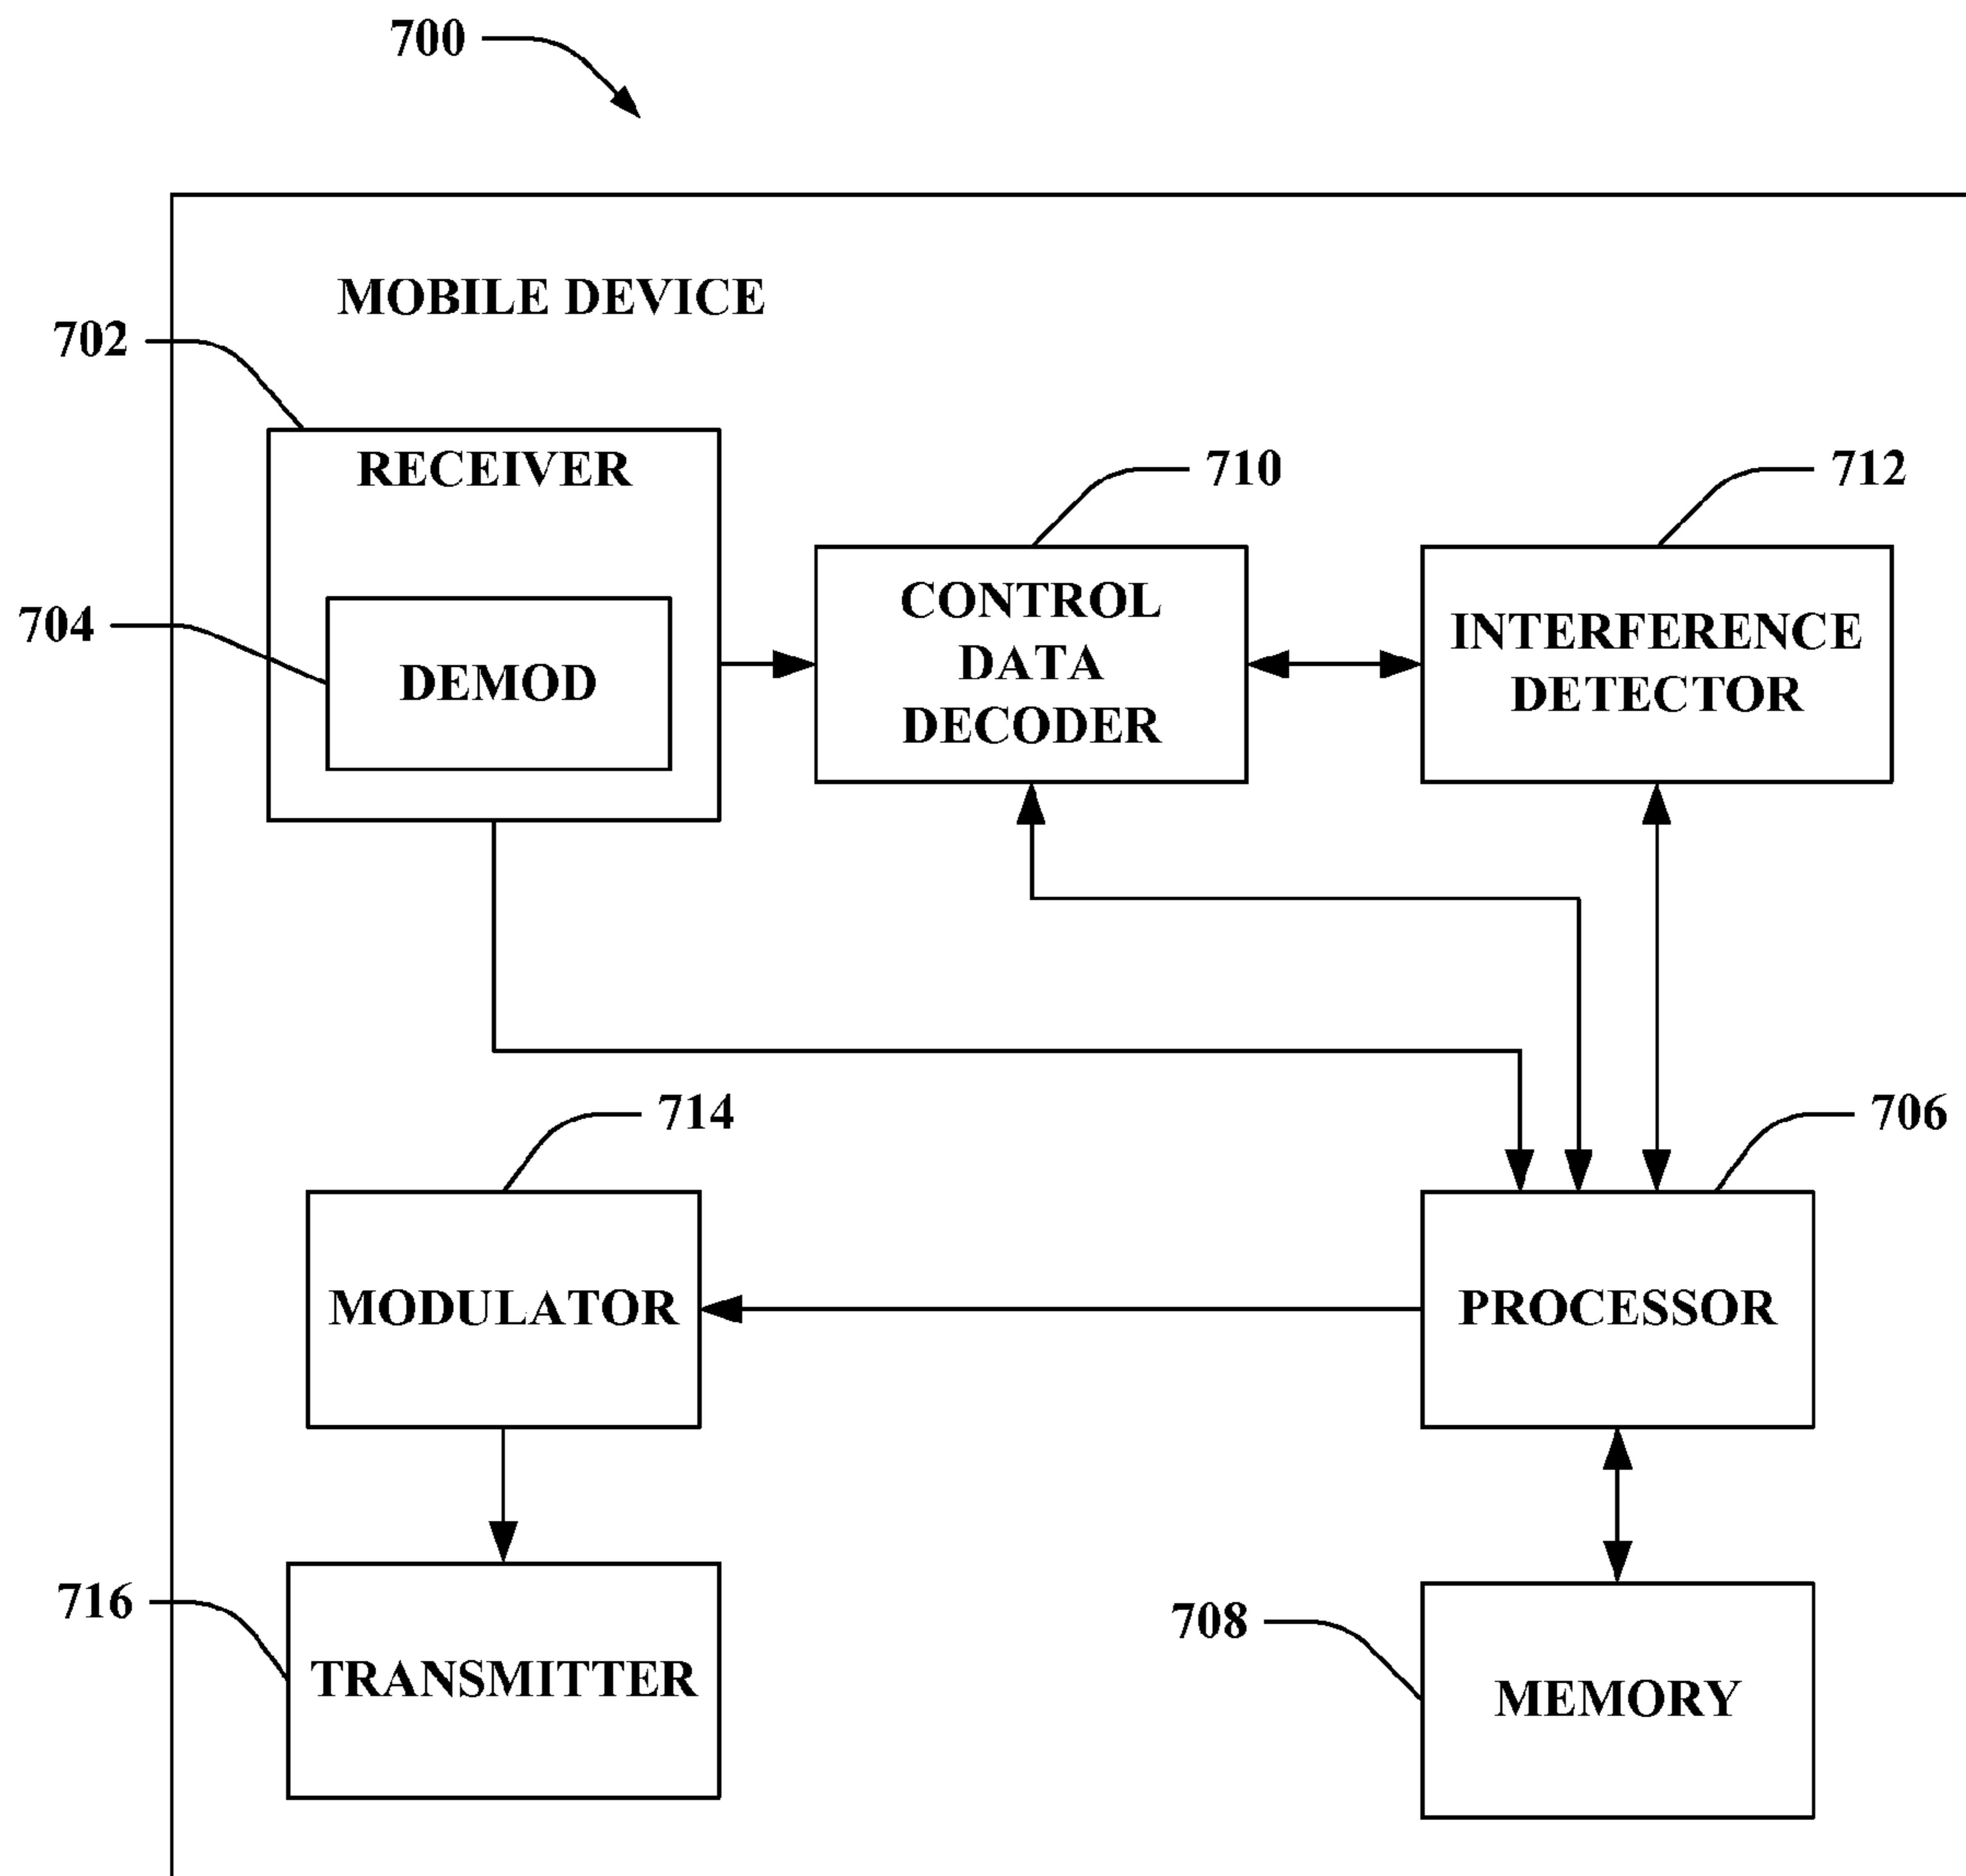 700
MOBILE DEVICE
702
RECEIVER
710
712
704
DEMOD
CONTROL
DATA
DECODER
INTERFERENCE
DETECTOR
714
706
MODULATOR
PROCESSOR
716
TRANSMITTER
708
MEMORY